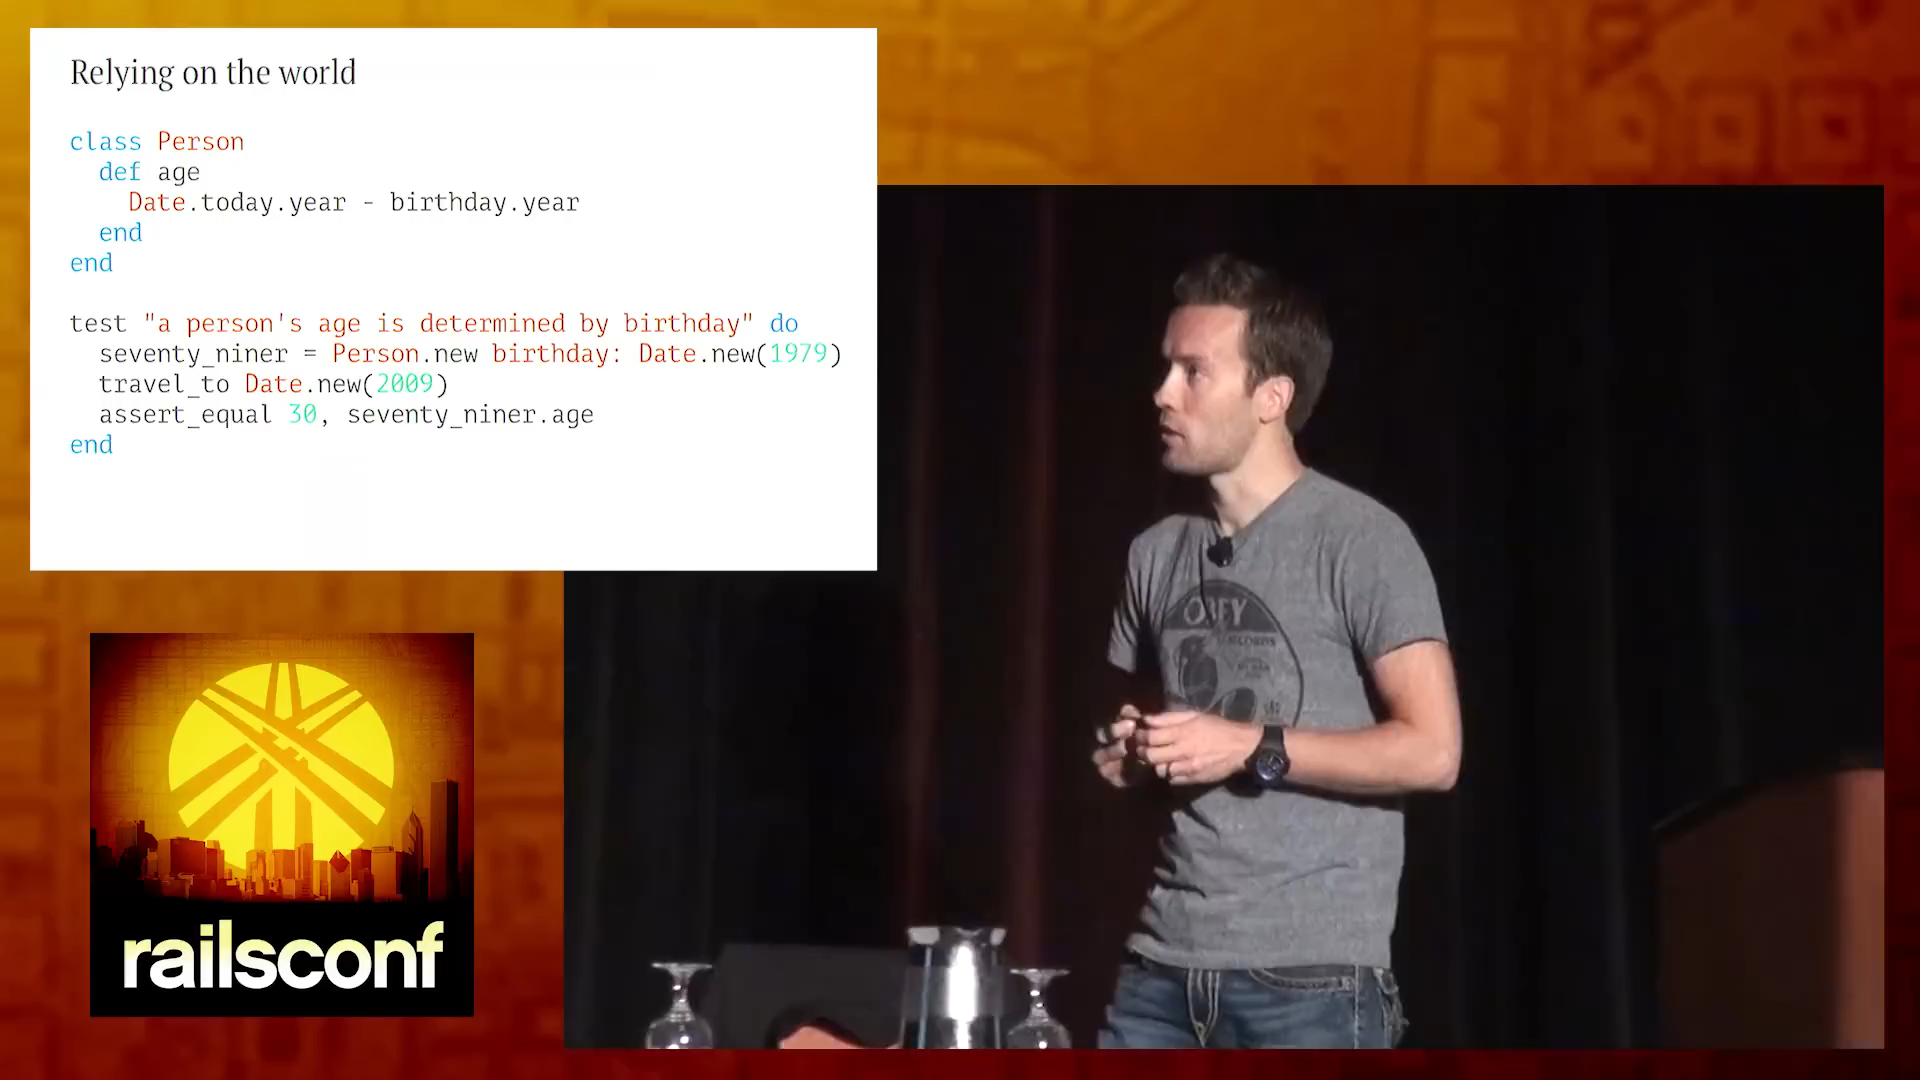 Relying on the world
class Person
def age
Date.today.year - birthday.year
end
end
test "a person's age is determined by birthday" do
seventy_niner = Person.new birthday: Date.new(1979)
travel_to Date.new(2009)
assert_equal 30, seventy_niner.age
end
OBEY
RECORDS
railsconf